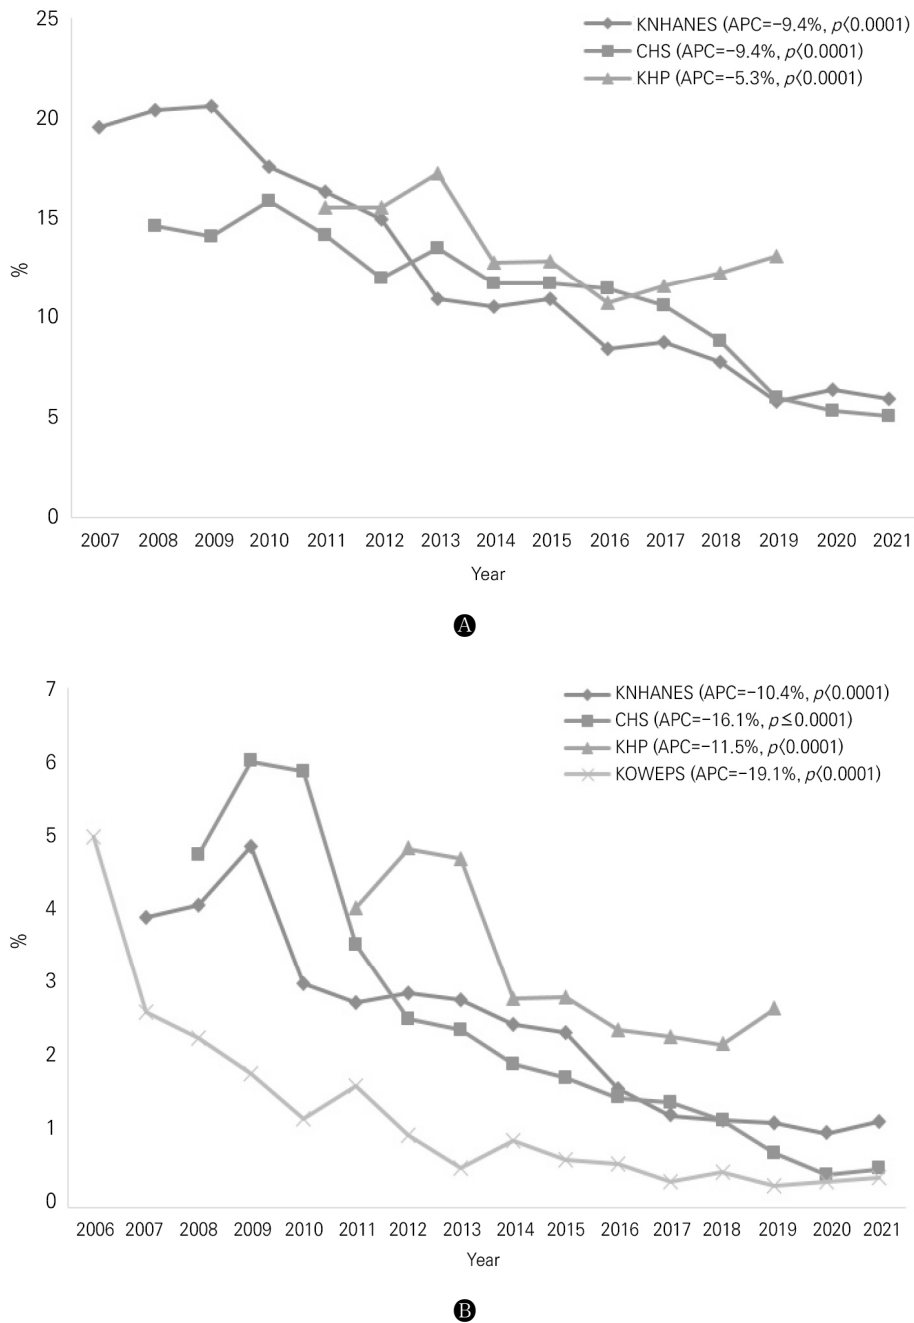 25
20
15
10
5
0
%
KNHANES (APC=−9.4%, p<0.0001)
CHS (APC=−9.4%, p<0.0001)
KHP (APC=−5.3%, p<0.0001)
2007 2008 2009 2010 2011 2012 2013 2014 2015 2016 2017 2018 2019 2020 2021
Year
A
7
6
5
4
3
2
1
0
%
KNHANES (APC=−10.4%, p<0.0001)
CHS (APC=−16.1%, p≤0.0001)
KHP (APC=−11.5%, p<0.0001)
KOWEPS (APC=−19.1%, p<0.0001)
2006 2007 2008 2009 2010 2011 2012 2013 2014 2015 2016 2017 2018 2019 2020 2021
Year
B